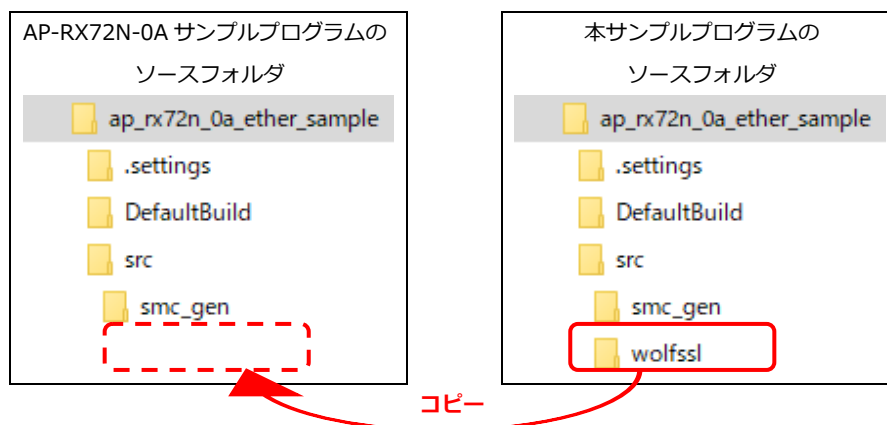 AP-RX72N-0A サンプルプログラムの
ソースフォルダ
ap_rx72n_0a_ether_sample
.settings
DefaultBuild
src
smc_gen
本サンプルプログラムの
ソースフォルダ
ap_rx72n_0a_ether_sample
.settings
DefaultBuild
src
smc_gen
wolfssl
コピー